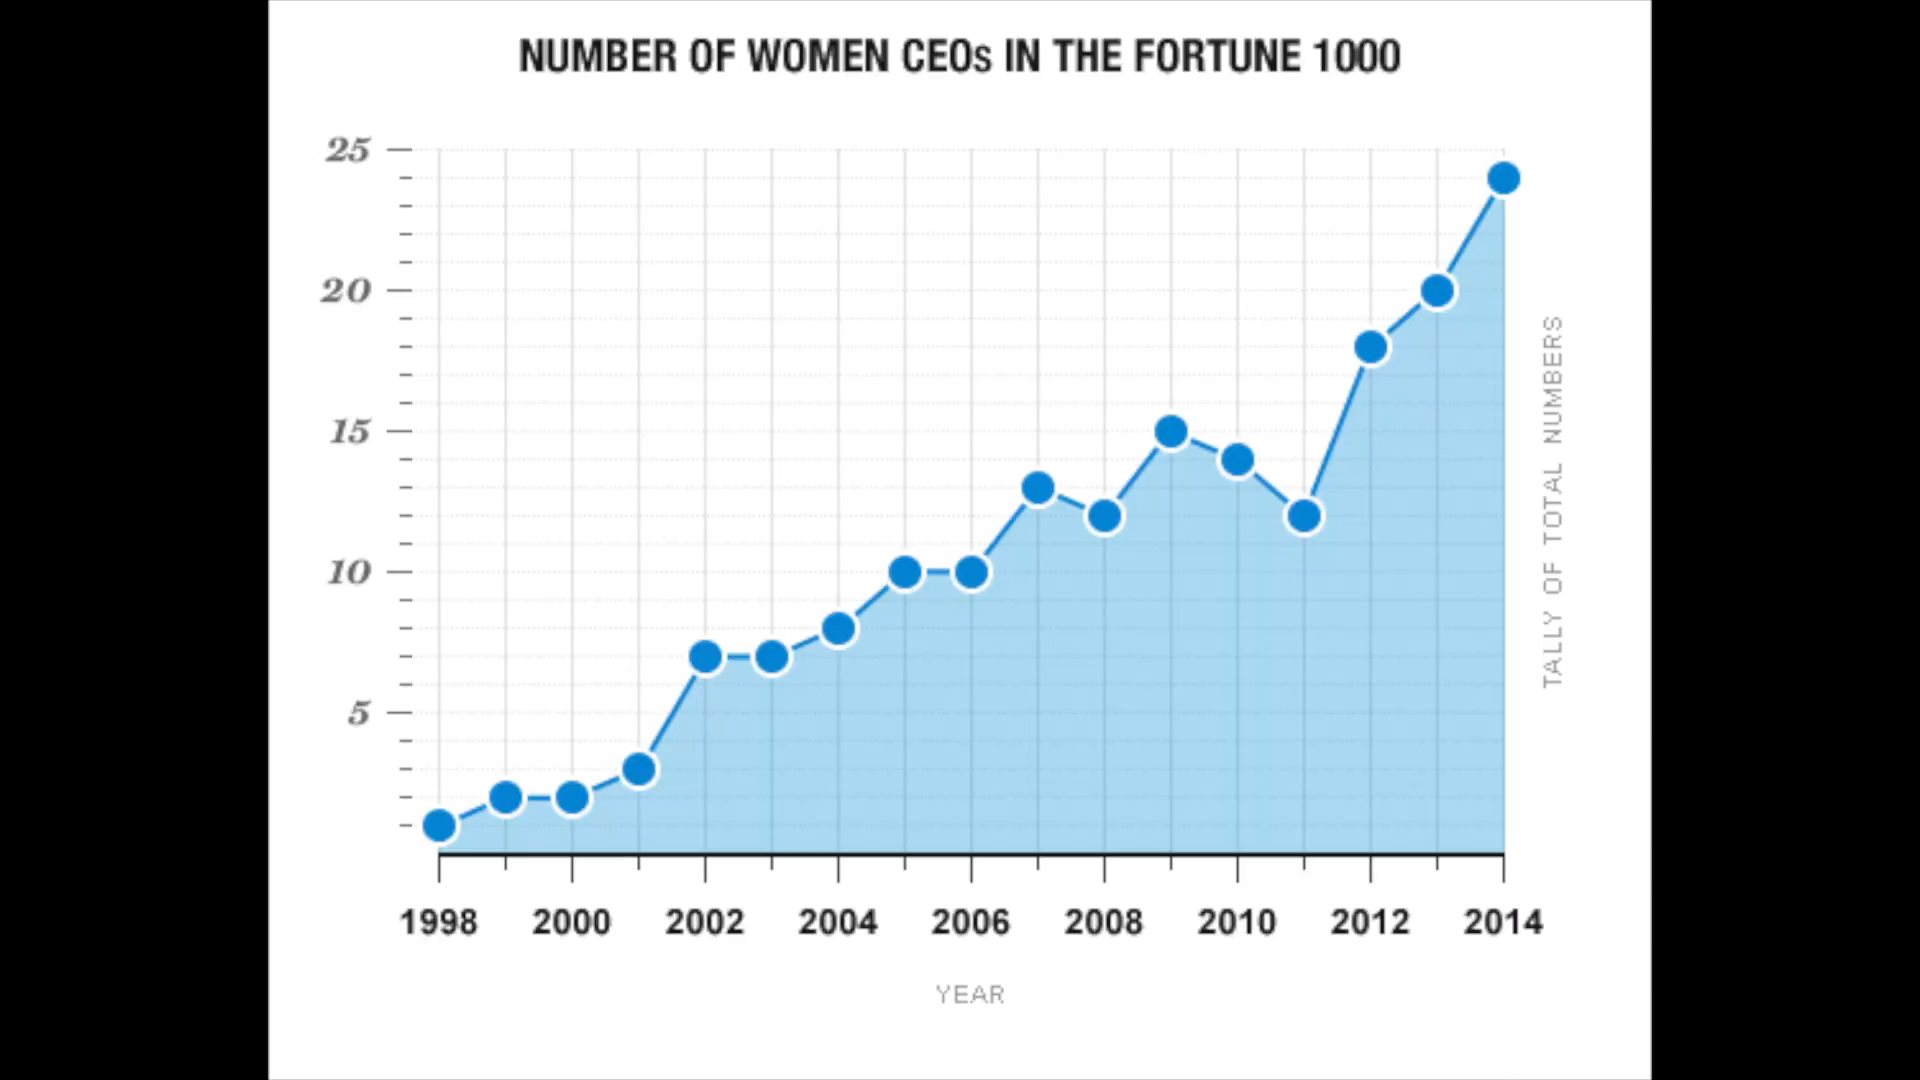 NUMBER OF WOMEN CEOs IN THE FORTUNE 1000
25
20
15
10
5
1998 2000 2002 2004 2006 2008 2010 2012 2014
YEAR
TALLY OF TOTAL NUMBERS